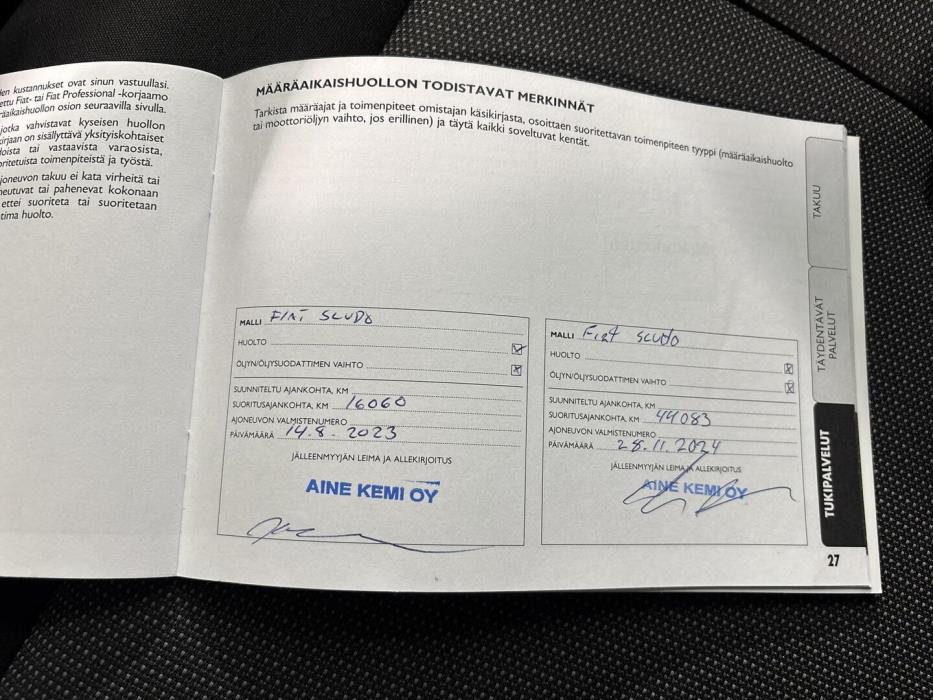 den kustannukset ovat sinun vastuullasi.
ettu Fiat- tai Fiat Professional -korjaamo
räaikaishuollon osion seuraavilla sivulla.
jotka vahvistavat kyseisen huollon
kirjaan on sisällyttävä yksityiskohtaiset
doista tai vastaavista varaosista,
oritetuista toimenpiteistä ja työstä.
joneuvon takuu ei kata virheitä tai
heutuvat tai pahenevat kokonaan
ettei suoriteta tai suoritetaan
tima huolto.
MÄÄRÄAIKAISHUOLLON TODISTAVAT MERKINNÄT
Tarkista määräajat ja toimenpiteet omistajan käsikirjasta, osoittaen suoritettavan toimenpiteen tyyppi (määräaikaishuolto
tai moottoriöljyn vaihto, jos erillinen) ja täytä kaikki soveltuvat kentät.
MALLI FIAT SCUDO
HUOLTO
ÖLJYN/ÖLJYSUODATTIMEN VAIHTO
SUUNNITELTU AJANKOHTA, KM
SUORITUSAJANKOHTA, KM 16060
AJONEUVON VALMISTENUMERO
PÄIVÄMÄÄRÄ 14.8.2023
JÄLLEENMYYJÄN LEIMA JA ALLEKIRJOITUS
AINE KEMI OY
MALLI Fiat SCUDO
HUOLTO
ÖLJYN/ÖLJYSUODATTIMEN VAIHTO
SUUNNITELTU AJANKOHTA, KM
SUORITUSAJANKOHTA, KM 44083
AJONEUVON VALMISTENUMERO
PÄIVÄMÄÄRÄ 28.11.2024
JÄLLEENMYYJÄN LEIMA JA ALLEKIRJOITUS
AINE KEMI OY
TAKUU
TÄYDENTÄVÄT
PALVELUT
TUKIPALVELUT
27